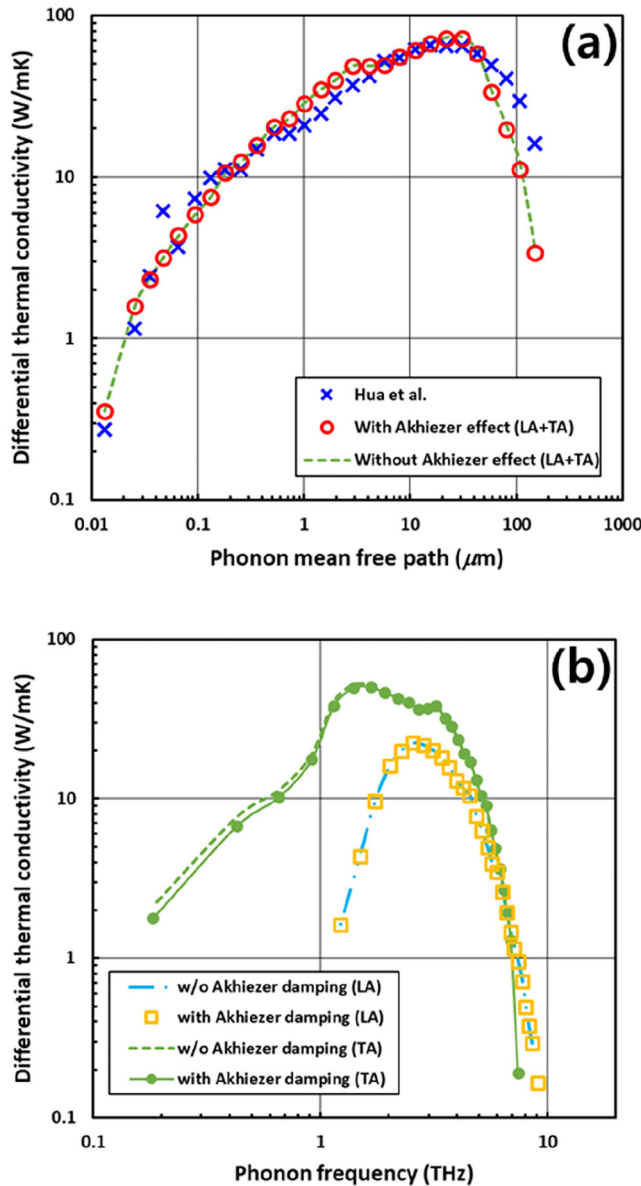 (a)
100
10
1
0.1
Differential thermal conductivity (W/mK)
Hua et al.
With Akhiezer effect (LA+TA)
Without Akhiezer effect (LA+TA)
0.01 0.1 1 10 100 1000
Phonon mean free path (μm)
(b)
100
10
1
0.1
Differential thermal conductivity (W/mK)
w/o Akhiezer damping (LA)
with Akhiezer damping (LA)
w/o Akhiezer damping (TA)
with Akhiezer damping (TA)
0.1 1 10
Phonon frequency (THz)